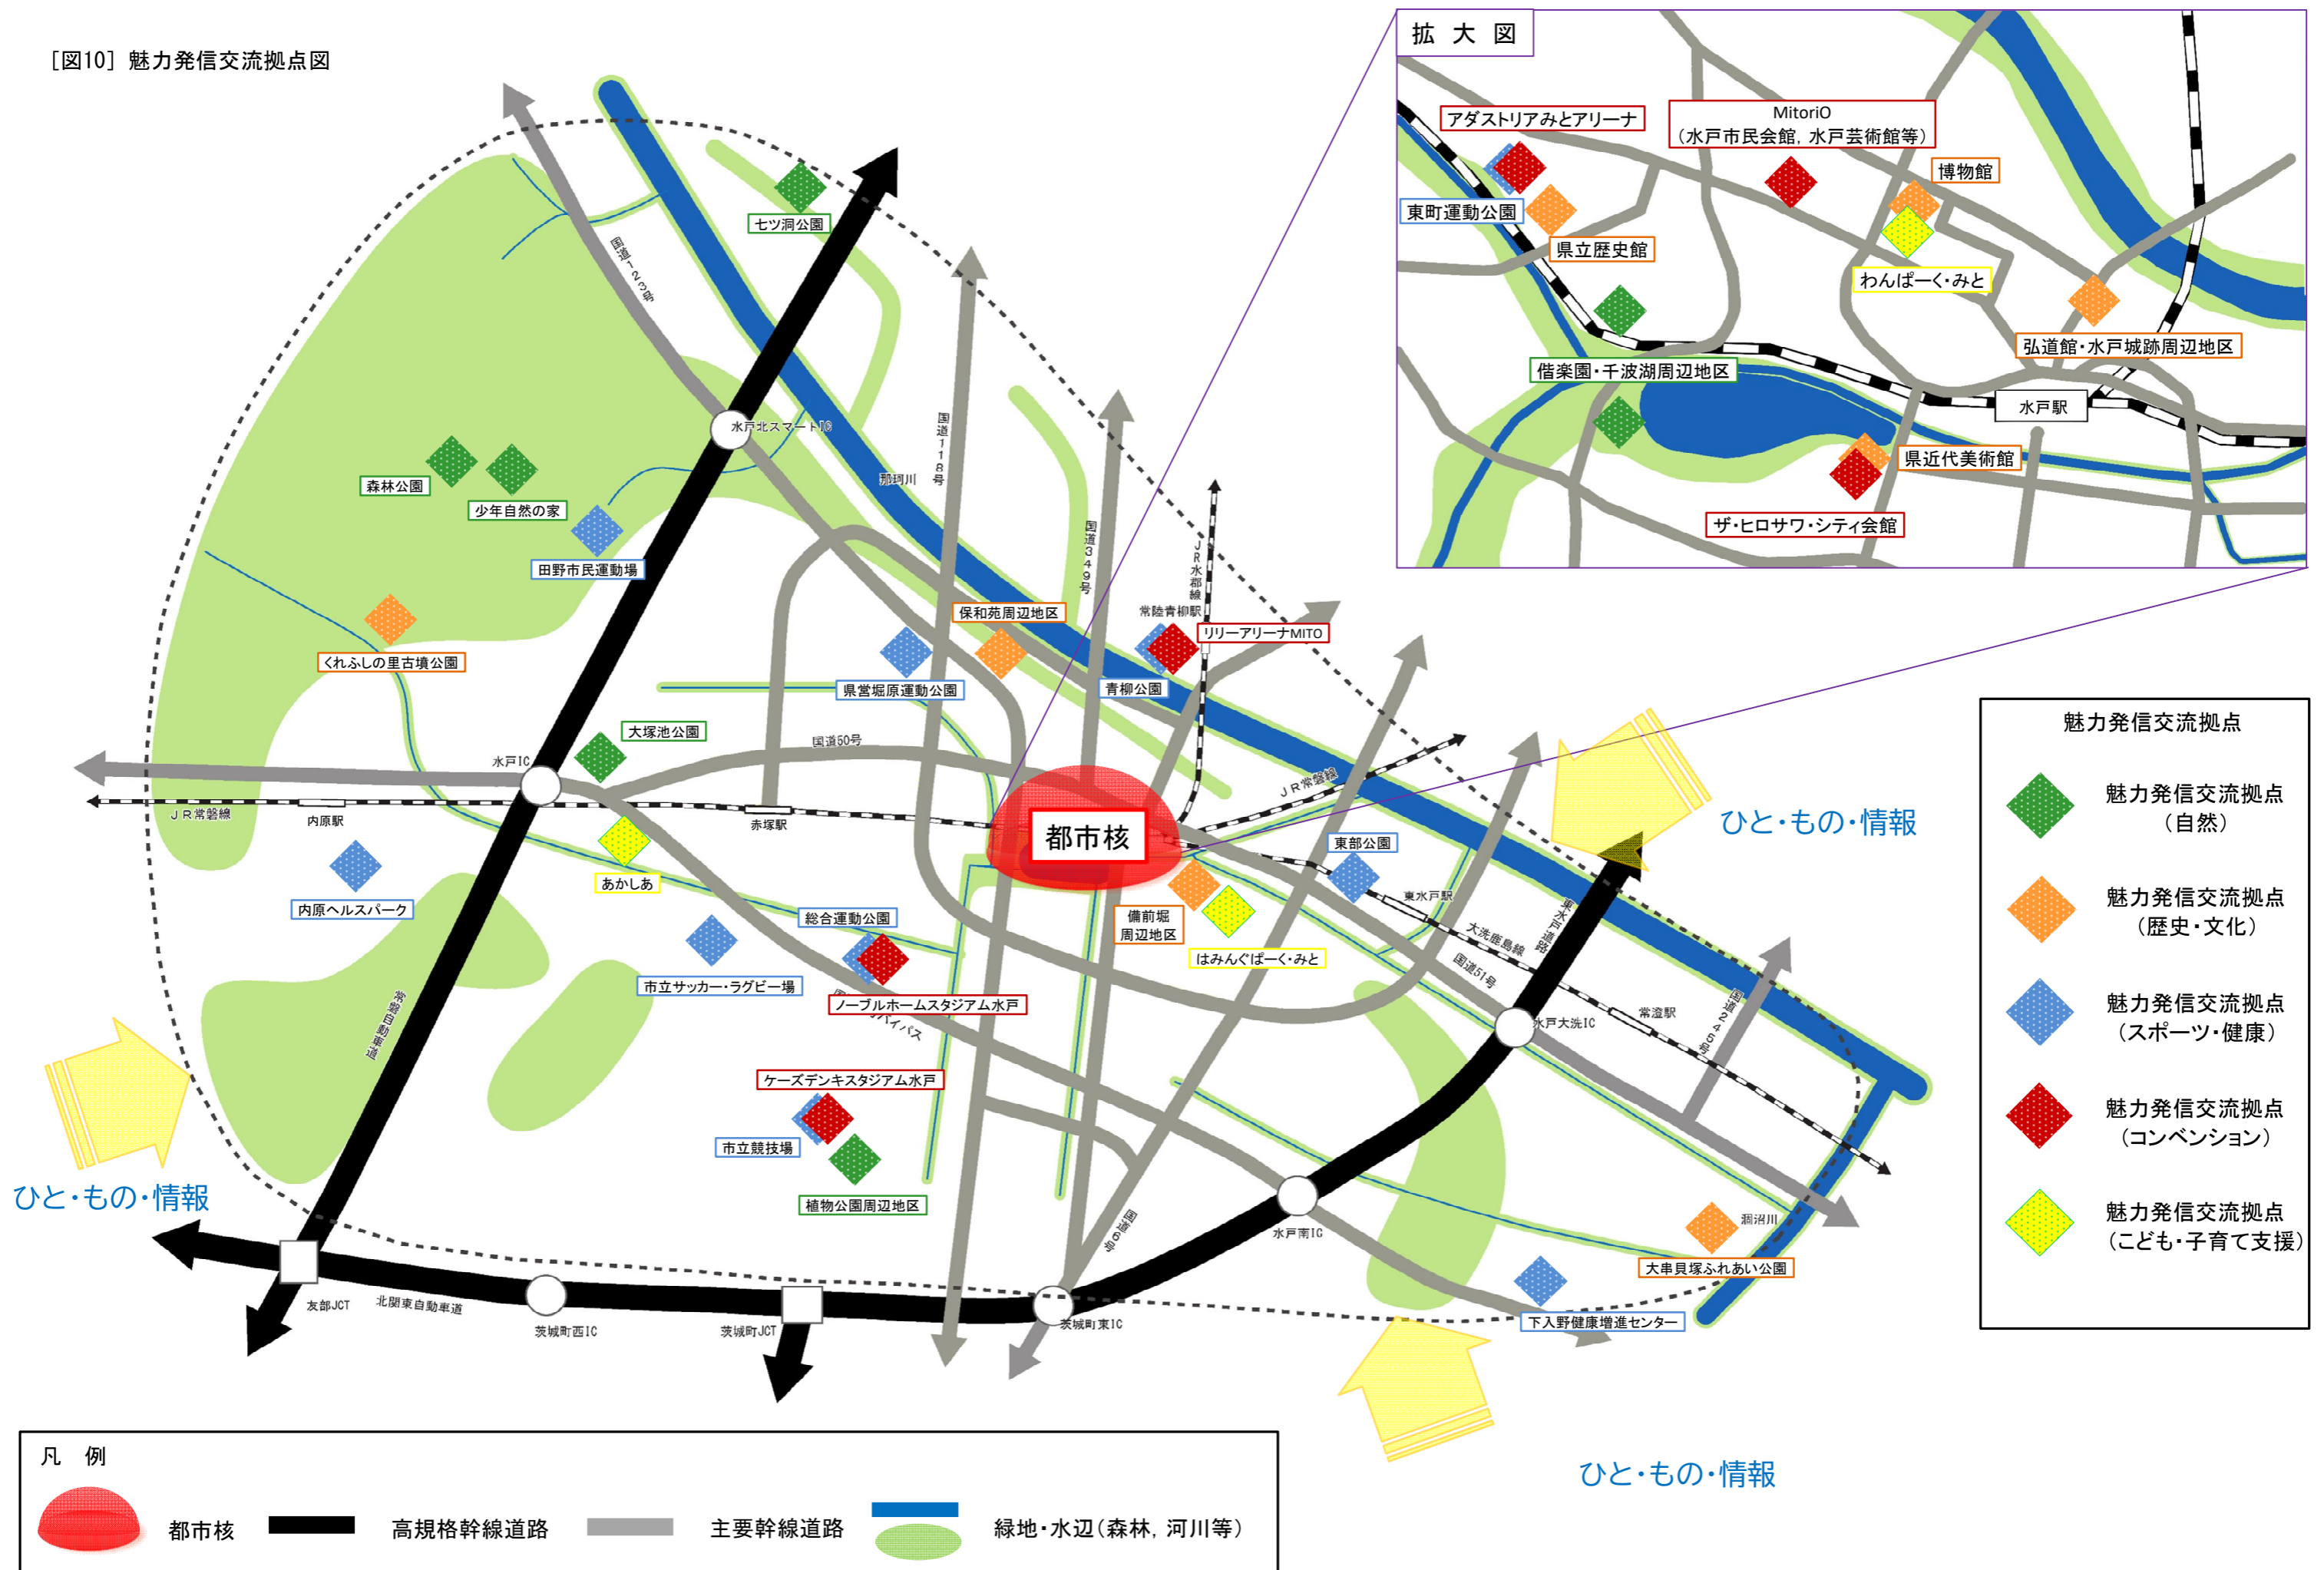 [図10] 魅力発信交流拠点図
拡 大 図
アダストリアみとアリーナ
MitoriO
（水戸市民会館，水戸芸術館等）
博物館
東町運動公園
県立歴史館
わんぱーく・みと
弘道館・水戸城跡周辺地区
偕楽園・千波湖周辺地区
水戸駅
県近代美術館
ザ・ヒロサワ・シティ会館
七ツ洞公園
国道123号
水戸北スマートIC
国道118号
那珂川
森林公園
少年自然の家
田野市民運動場
国道349号
JR水郡線
常陸青柳駅
保和苑周辺地区
リリーアリーナMITO
くれふしの里古墳公園
県営堀原運動公園
青柳公園
大塚池公園
国道50号
水戸IC
JR常磐線
内原駅
赤塚駅
JR常磐線
都市核
ひと・もの・情報
東部公園
あかしあ
東水戸駅
東水戸道路
内原ヘルスパーク
総合運動公園
備前堀
周辺地区
大洗鹿島線
はみんぐぱーく・みと
国道51号
市立サッカー・ラグビー場
ノーブルホームスタジアム水戸
バイパス
常磐自動車道
水戸大洗IC
常澄駅
国道245号
ケーズデンキスタジアム水戸
市立競技場
植物公園周辺地区
ひと・もの・情報
国道6号
水戸南IC
涸沼川
大串貝塚ふれあい公園
下入野健康増進センター
友部JCT
北関東自動車道
茨城町西IC
茨城町JCT
茨城町東IC
ひと・もの・情報
魅力発信交流拠点
魅力発信交流拠点
（自然）
魅力発信交流拠点
（歴史・文化）
魅力発信交流拠点
（スポーツ・健康）
魅力発信交流拠点
（コンベンション）
魅力発信交流拠点
（こども・子育て支援）
凡 例
都市核
高規格幹線道路
主要幹線道路
緑地・水辺（森林，河川等）